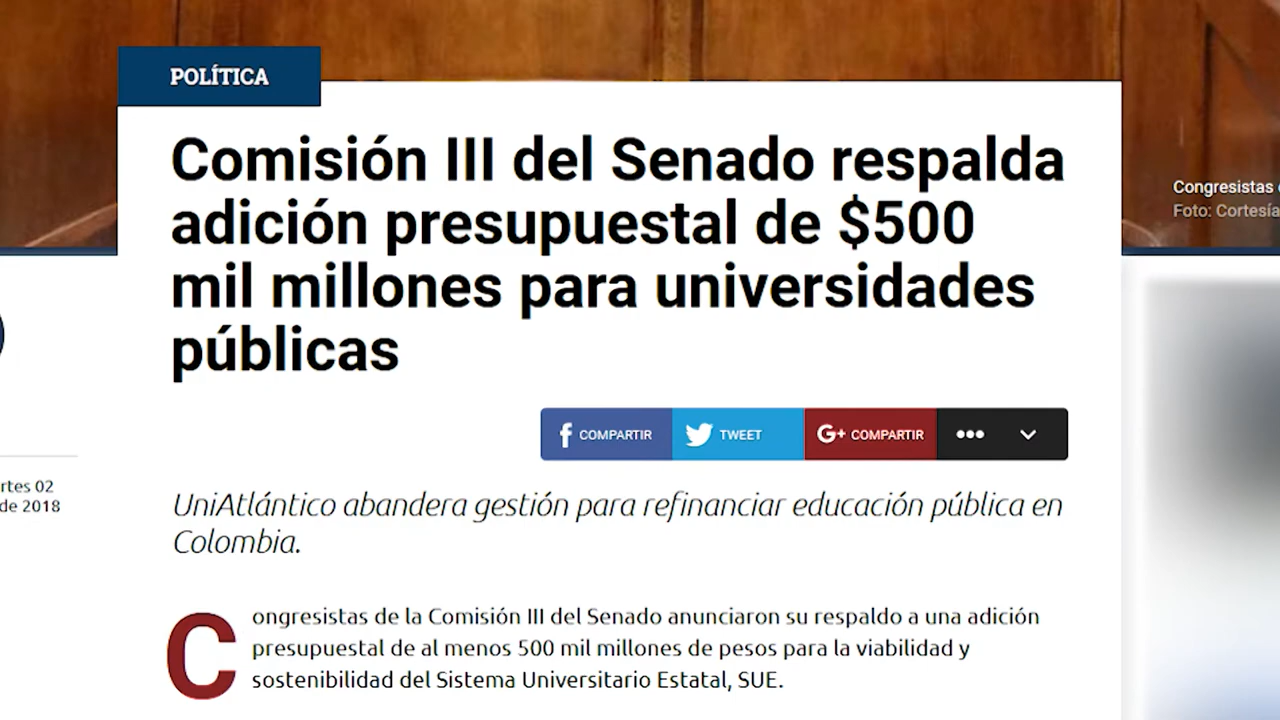 POLÍTICA
Comisión III del Senado respalda
adición presupuestal de $500
mil millones para universidades
públicas
Congresistas
Foto: Cortesía
COMPARTIR
TWEET
G+ COMPARTIR
rtes 02
de 2018
UniAtlántico abandera gestión para refinanciar educación pública en
Colombia.
Congresistas de la Comisión III del Senado anunciaron su respaldo a una adición
presupuestal de al menos 500 mil millones de pesos para la viabilidad y
sostenibilidad del Sistema Universitario Estatal, SUE.